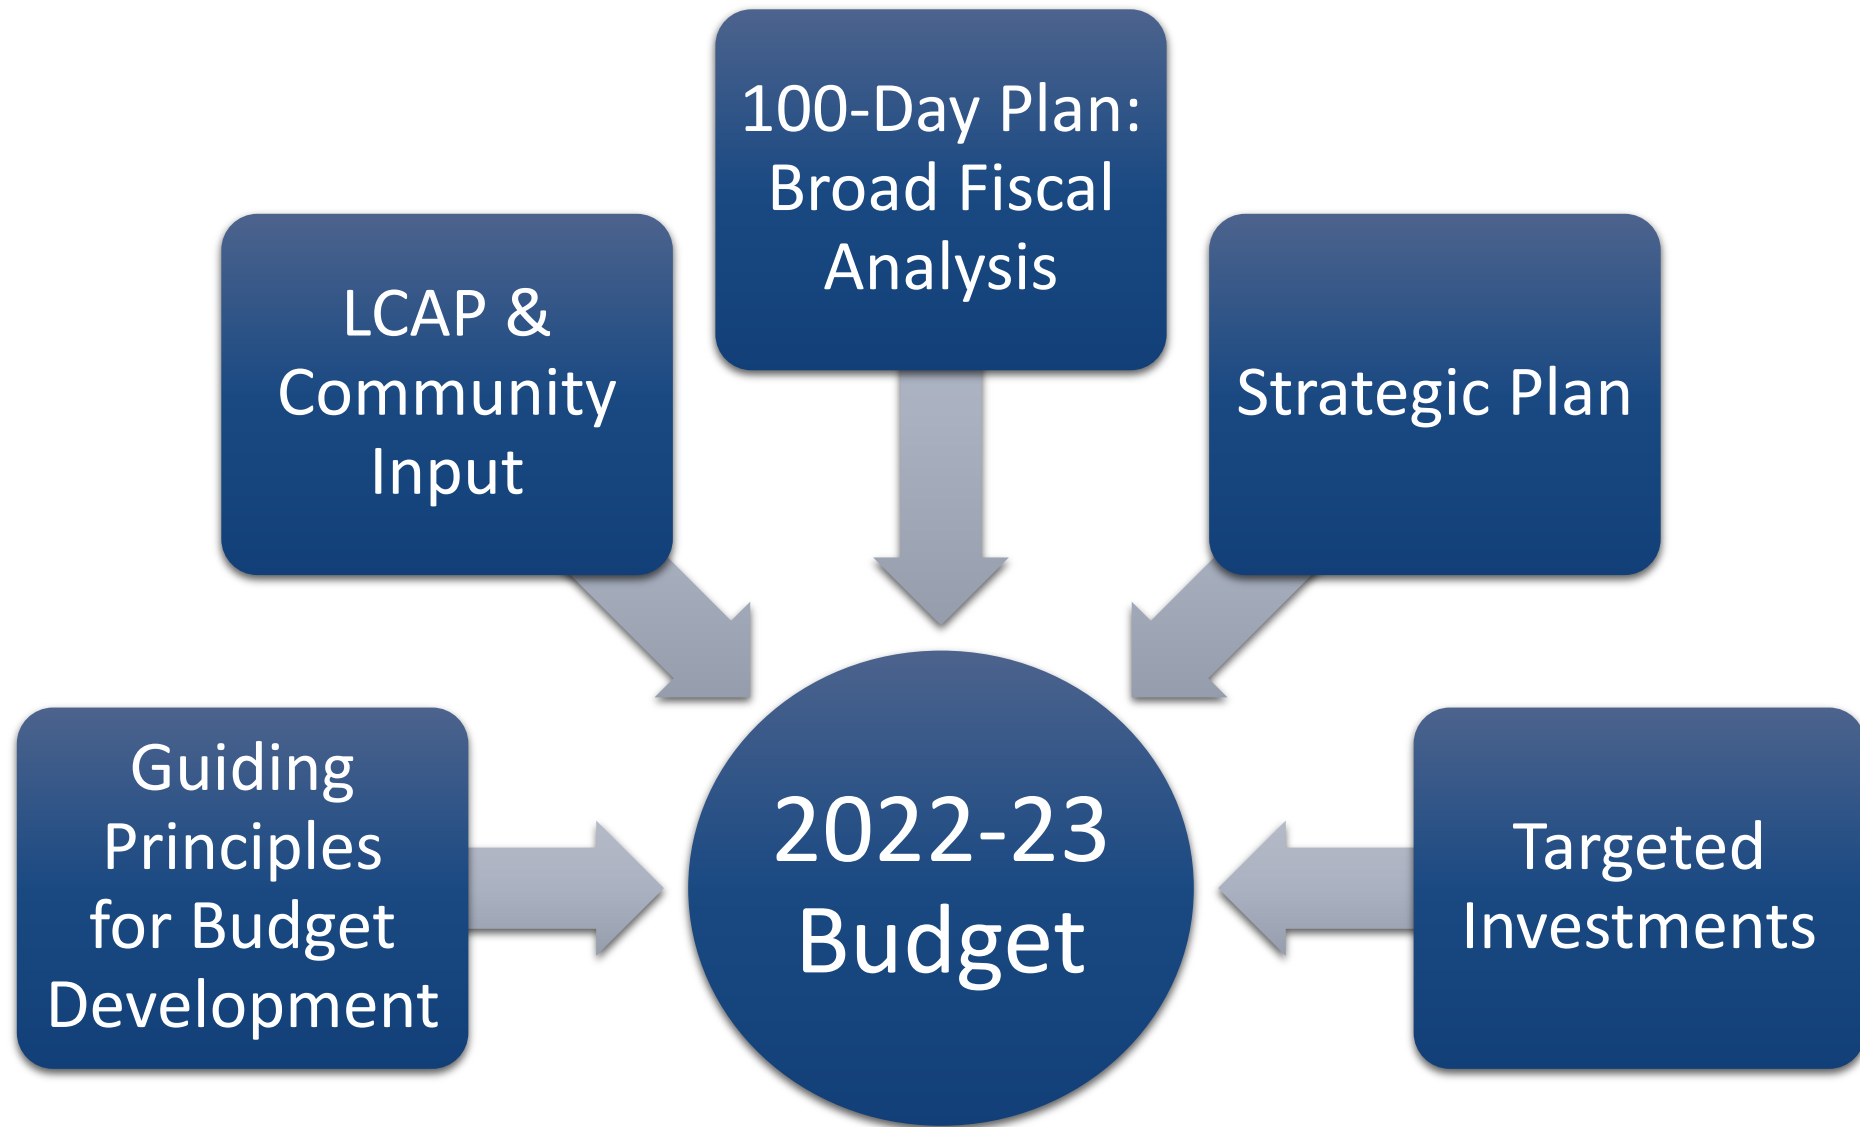 100-Day Plan:
Broad Fiscal
Analysis
LCAP &
Community
Input
Strategic Plan
Guiding
Principles
for Budget
Development
2022-23
Budget
Targeted
Investments